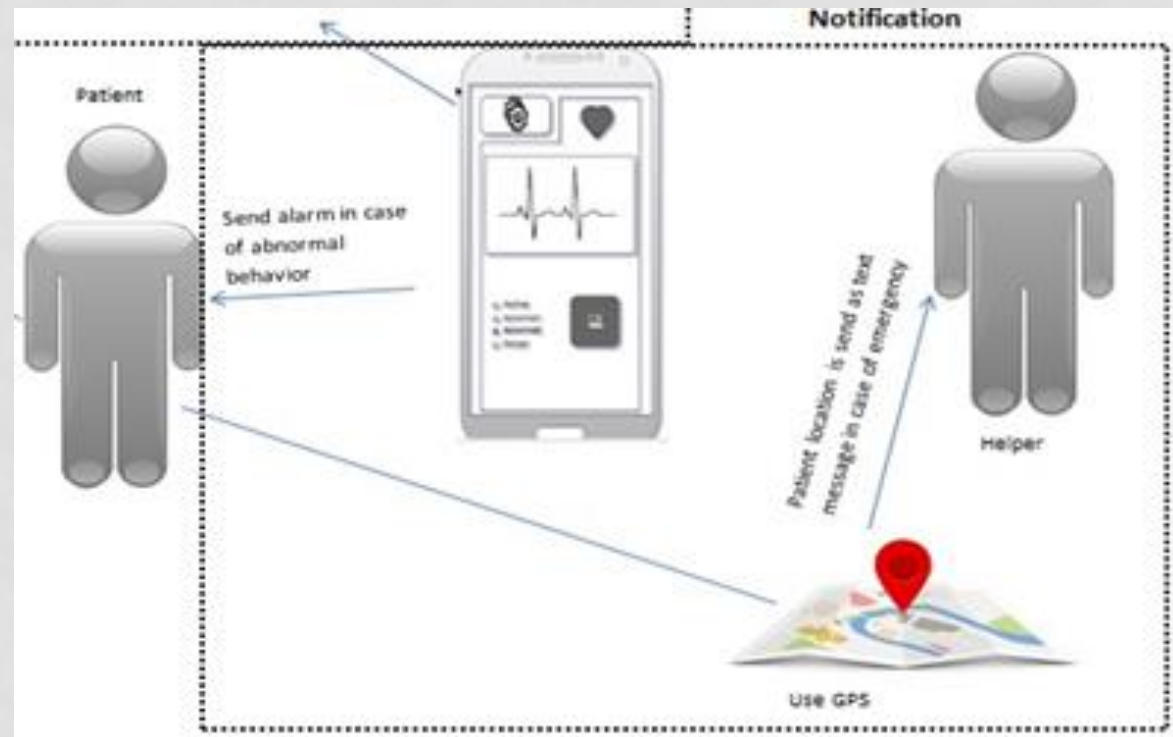 Notification
Patient
Send alarm in case
of abnormal
behavior
Patient location is send as text
message in case of emergency
Helper
Use GPS